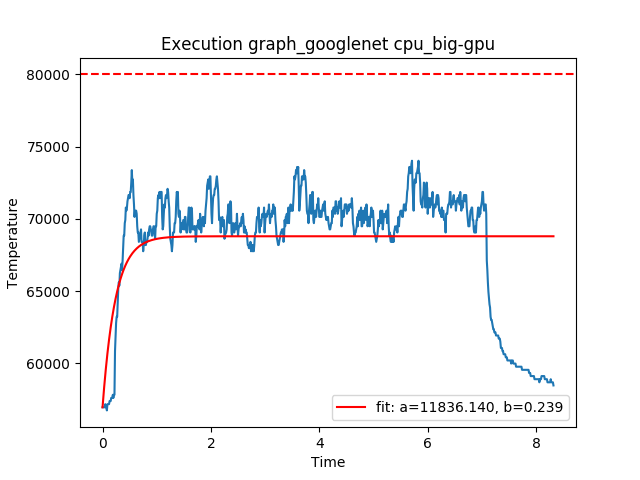 Execution graph_googlenet cpu_big-gpu
80000
75000
70000
65000
60000
Temperature
0
2
4
6
8
Time
fit: a=11836.140, b=0.239